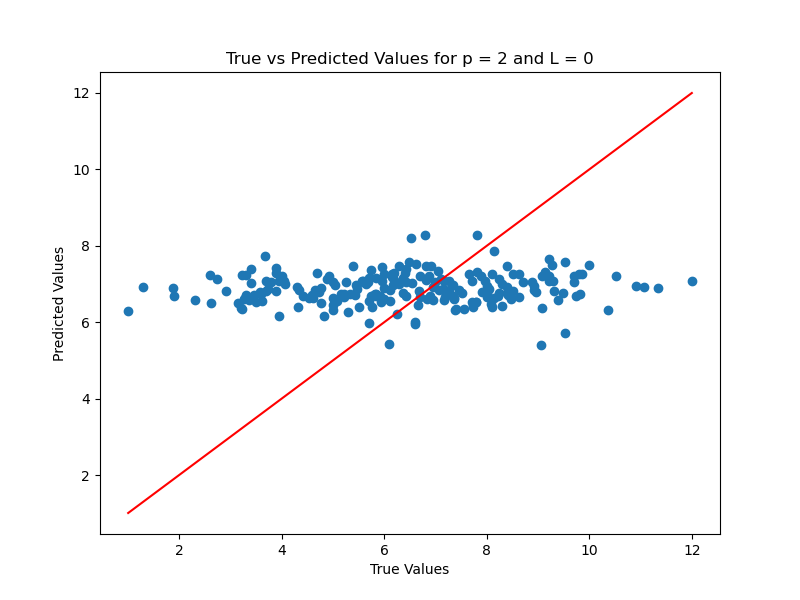 True vs Predicted Values for p = 2 and L = 0
Predicted Values
12
10
8
6
4
2
2 4 6 8 10 12
True Values